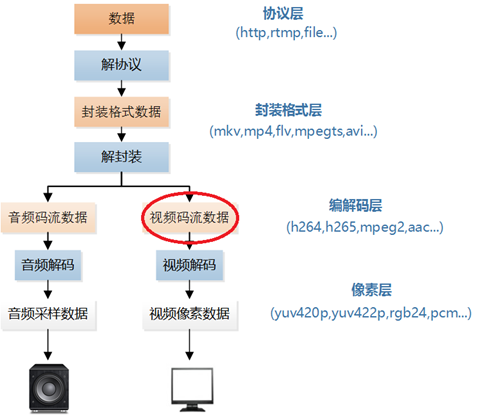 数据
协议层
(http,rtmp,file...)
解协议
封装格式数据
封装格式层
(mkv,mp4,flv,mpegts,avi...)
解封装
音频码流数据
视频码流数据
编解码层
(h264,h265,mpeg2,aac...)
音频解码
视频解码
像素层
音频采样数据
视频像素数据
(yuv420p,yuv422p,rgb24,pcm...)